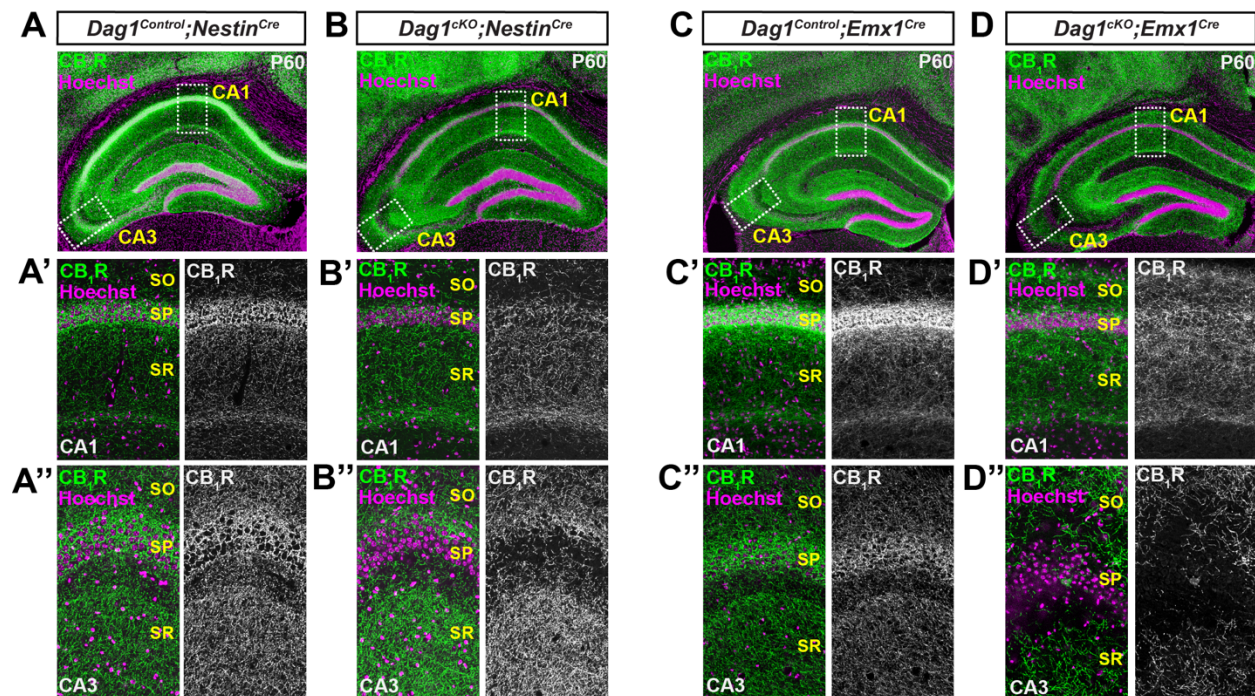 A
Dag1Control;NestinCre
B
Dag1cKO;NestinCre
C
Dag1Control;Emx1Cre
D
Dag1cKO;Emx1Cre
CB1R
Hoechst
P60
CA1
CA3
CB1R
Hoechst
P60
CA1
CA3
CB1R
Hoechst
P60
CA1
CA3
CB1R
Hoechst
P60
CA1
CA3
A’
CB1R
Hoechst
SO
SP
SR
CA1
CB1R
B’
CB1R
Hoechst
SO
SP
SR
CA1
CB1R
C’
CB1R
Hoechst
SO
SP
SR
CA1
CB1R
D’
CB1R
Hoechst
SO
SP
SR
CA1
CB1R
A’’
CB1R
Hoechst
SO
SP
SR
CA3
CB1R
B’’
CB1R
Hoechst
SO
SP
SR
CA3
CB1R
C’’
CB1R
Hoechst
SO
SP
SR
CA3
CB1R
D’’
CB1R
Hoechst
SO
SP
SR
CA3
CB1R